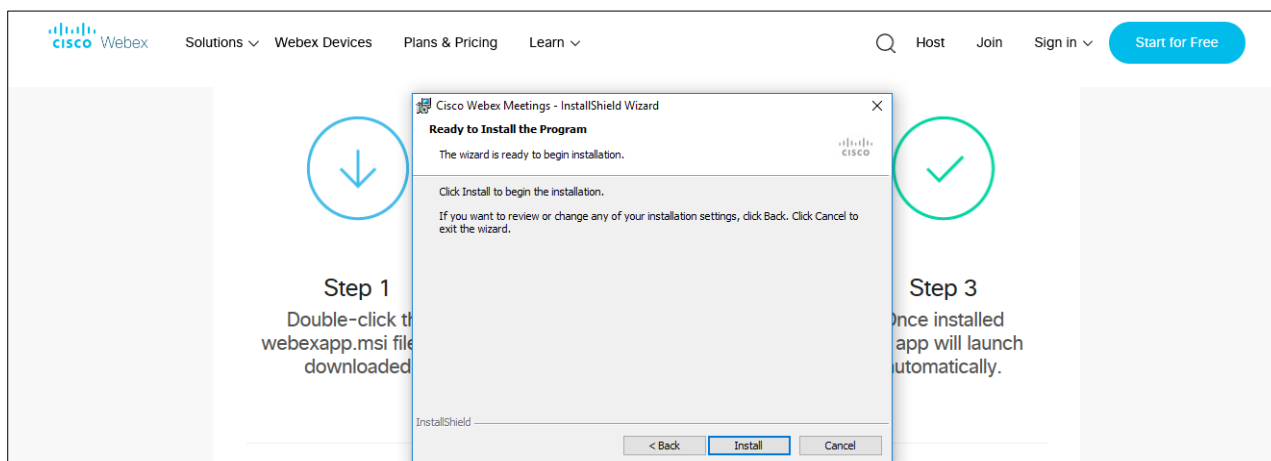 CISCO Webex Solutions Webex Devices Plans & Pricing Learn Host Join Sign in Start for Free
Cisco Webex Meetings - InstallShield Wizard
Ready to Install the Program
The wizard is ready to begin installation.
CISCO
Click Install to begin the installation.
If you want to review or change any of your installation settings, click Back. Click Cancel to
exit the wizard.
InstallShield
< Back Install Cancel
Step 1
Double-click
webexapp.msi
downloaded
Step 3
installed
app will launch